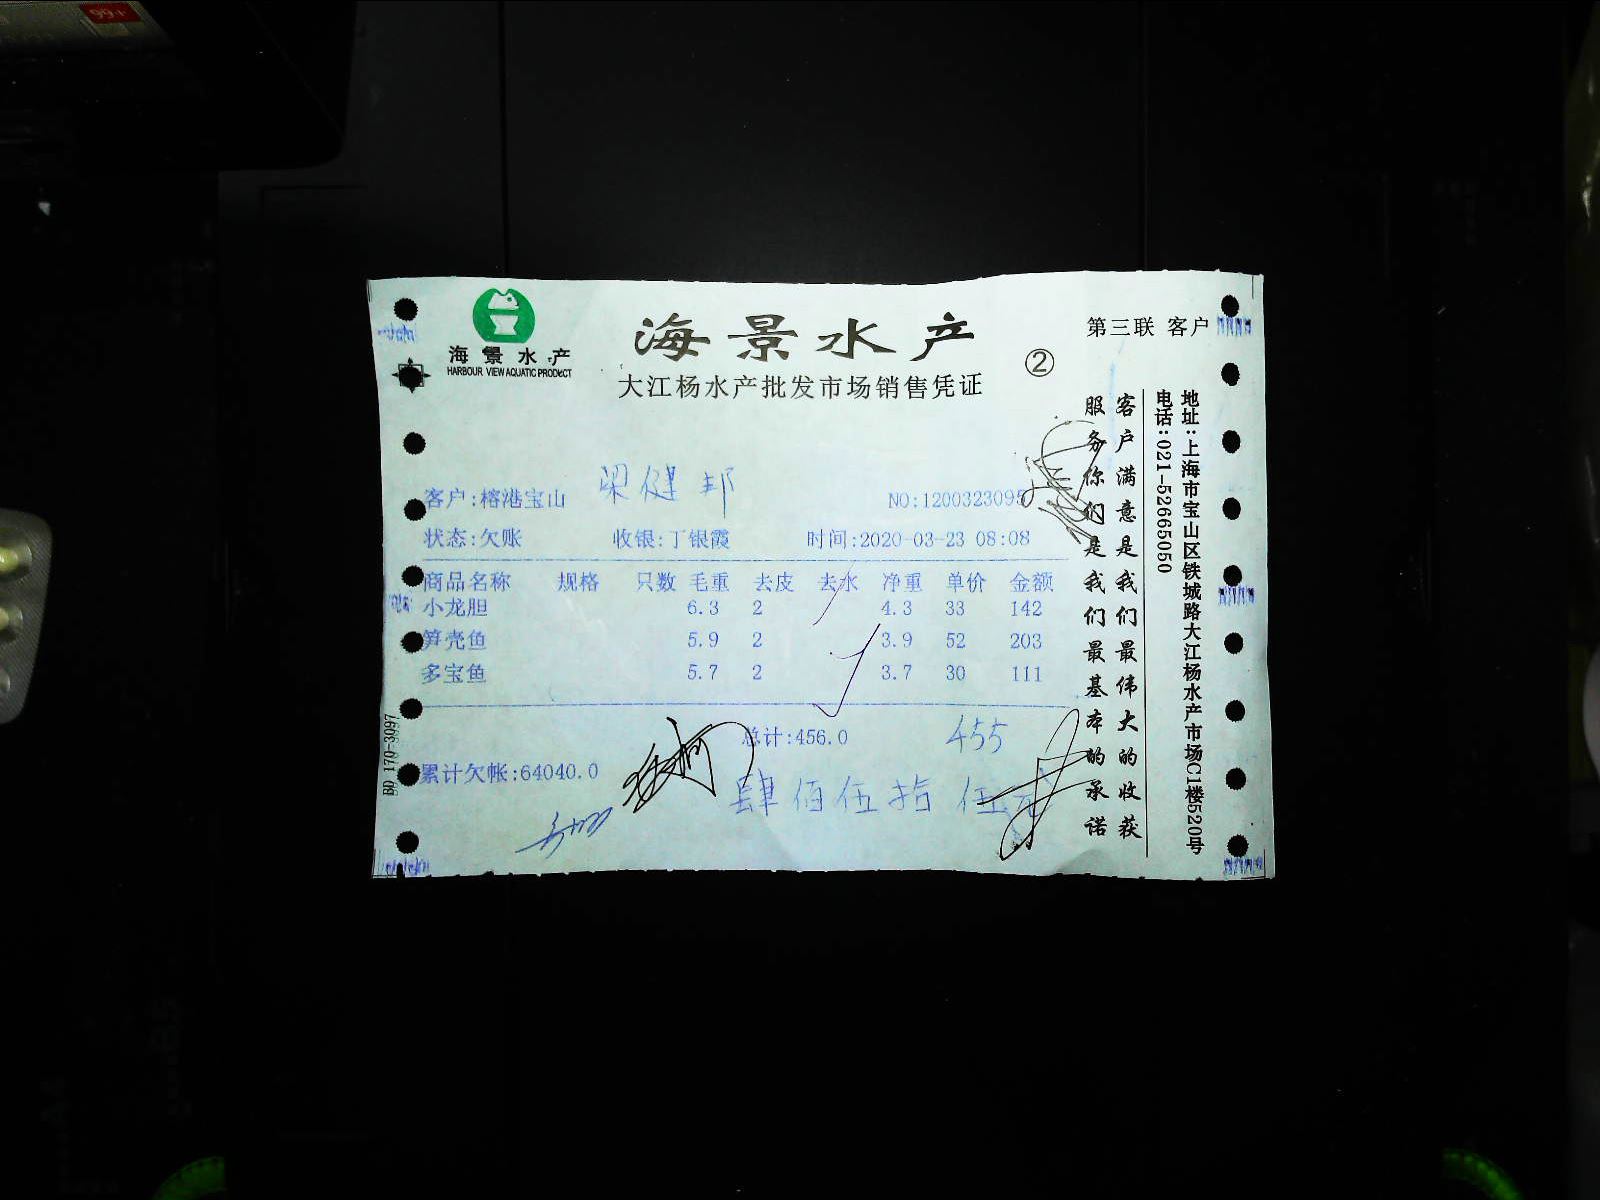 99+
海景水产
HARBOUR VIEW AQUATIC PRODUCT
海景水产
大江杨水产批发市场销售凭证
②
第三联 客户
客户:榕港宝山 梁健邦
NO:1200323095
状态:欠账 收银:丁银霞 时间:2020-03-23 08:08
商品名称 规格 只数 毛重 去皮 去水 净重 单价 金额
小龙胆 6.3 2 4.3 33 142
笋壳鱼 5.9 2 3.9 52 203
多宝鱼 5.7 2 3.7 30 111
总计:456.0 455
累计欠帐:64040.0
肆佰伍指伍元
客户满意是我们最伟大的收获
服务你们是我们最基本的承诺
地址:上海市宝山区铁城路大江杨水产市场C1楼520号
电话:021-52665050
BD 170-3097